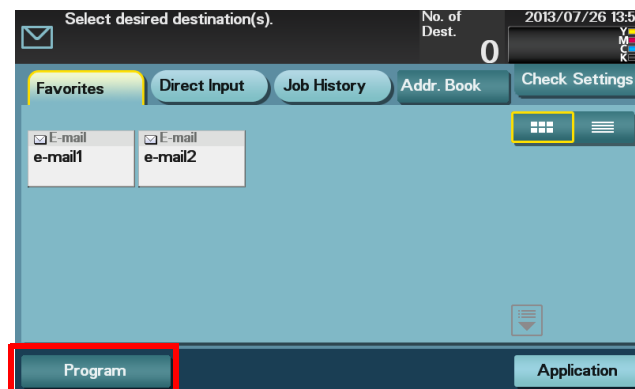 Select desired destination(s).
No. of
Dest.
0
2013/07/26 13:5
Y
M
C
K
Favorites
Direct Input
Job History
Addr. Book
Check Settings
E-mail
e-mail1
E-mail
e-mail2
Program
Application